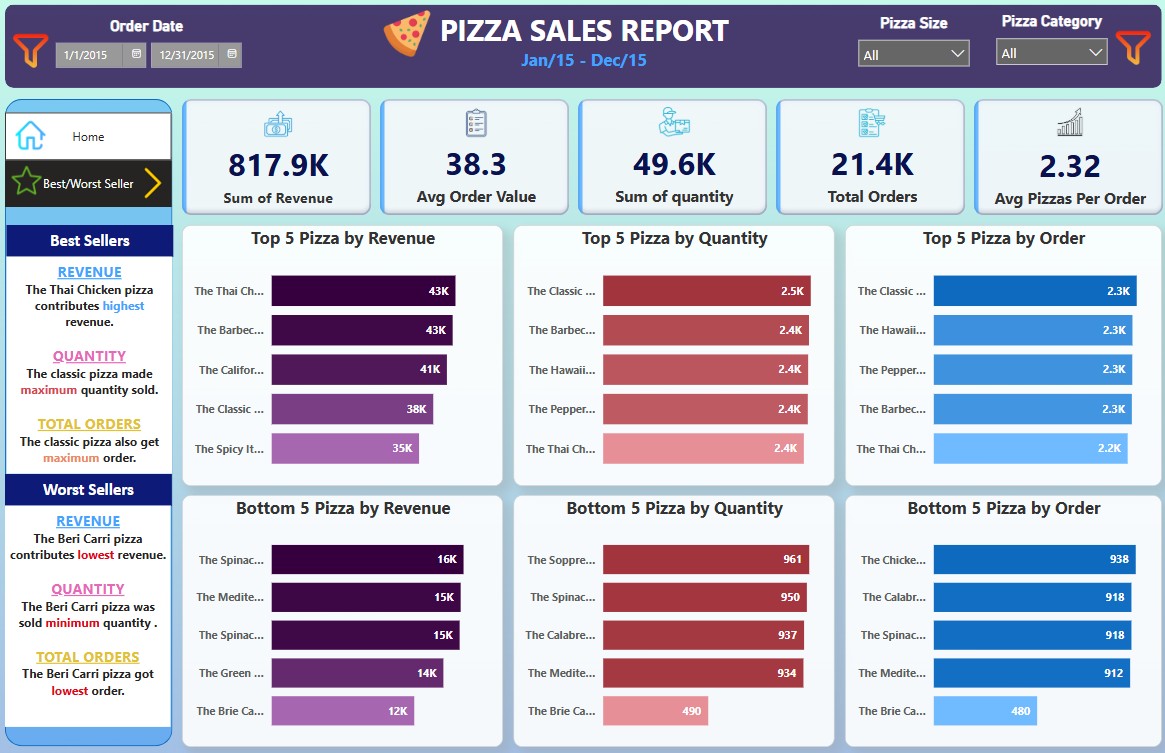 Order Date
1/1/2015
12/31/2015
PIZZA SALES REPORT
Jan/15 - Dec/15
Pizza Size
All
Pizza Category
All
Home
Best/Worst Seller
817.9K
Sum of Revenue
38.3
Avg Order Value
49.6K
Sum of quantity
21.4K
Total Orders
2.32
Avg Pizzas Per Order
Best Sellers
REVENUE
The Thai Chicken pizza
contributes highest
revenue.
QUANTITY
The classic pizza made
maximum quantity sold.
TOTAL ORDERS
The classic pizza also get
maximum order.
Worst Sellers
REVENUE
The Beri Carri pizza
contributes lowest revenue.
QUANTITY
The Beri Carri pizza was
sold minimum quantity .
TOTAL ORDERS
The Beri Carri pizza got
lowest order.
Top 5 Pizza by Revenue
The Thai Ch... 43K
The Barbec... 43K
The Califor... 41K
The Classic ... 38K
The Spicy It... 35K
Top 5 Pizza by Quantity
The Classic ... 2.5K
The Barbec... 2.4K
The Hawaii... 2.4K
The Pepper... 2.4K
The Thai Ch... 2.4K
Top 5 Pizza by Order
The Classic ... 2.3K
The Hawaii... 2.3K
The Pepper... 2.3K
The Barbec... 2.3K
The Thai Ch... 2.2K
Bottom 5 Pizza by Revenue
The Spinac... 16K
The Medite... 15K
The Spinac... 15K
The Green ... 14K
The Brie Ca... 12K
Bottom 5 Pizza by Quantity
The Soppre... 961
The Spinac... 950
The Calabre... 937
The Medite... 934
The Brie Ca... 490
Bottom 5 Pizza by Order
The Chicke... 938
The Calabr... 918
The Spinac... 918
The Medite... 912
The Brie Ca... 480